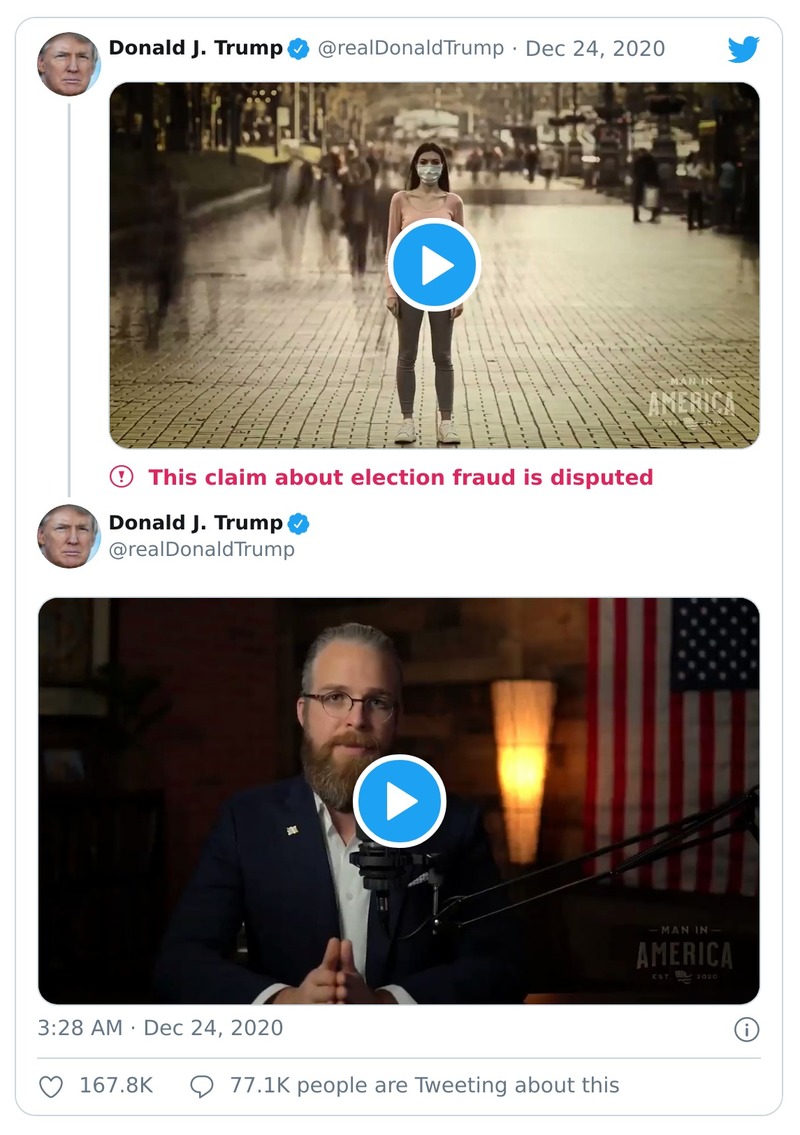 Donald J. Trump @realDonaldTrump · Dec 24, 2020
MAN IN
AMERICA
EST. 2020
This claim about election fraud is disputed
Donald J. Trump
@realDonaldTrump
MAN IN
AMERICA
EST. 2020
3:28 AM · Dec 24, 2020
167.8K 77.1K people are Tweeting about this